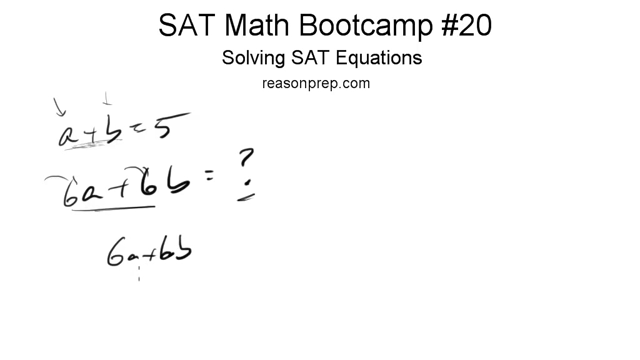 SAT Math Bootcamp #20
Solving SAT Equations
reasonprep.com
a+b=5
6a+6b=?
6a+6b